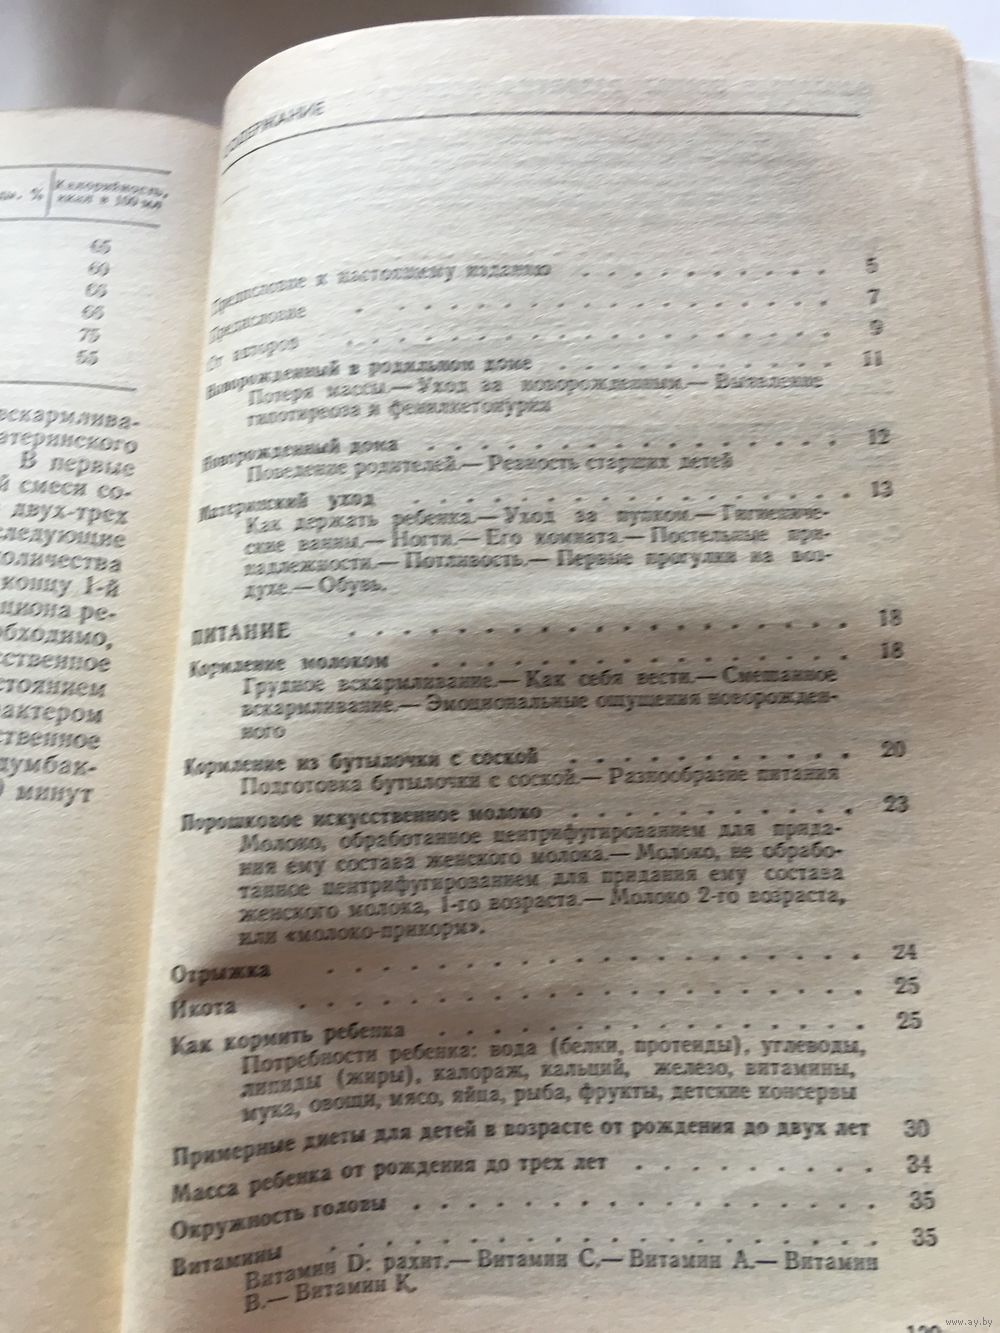 ди. %
Калорийность,
ккал в 100 мл
65
60
66
66
75
55
вскармлива-
атеринского
В первые
й смеси со-
двух-трех
следующие
оличества
концу 1-й
циона ре-
обходимо,
сственное
стоянием
рактером
ственное
думбак-
минут
СОДЕРЖАНИЕ
Предисловие к настоящему изданию . . . . . . . . . . 5
Предисловие . . . . . . . . . . . . . . . . . . 7
От авторов . . . . . . . . . . . . . . . . . . 9
Новорожденный в родильном доме . . . . . . . . . . . 11
Потеря массы.— Уход за новорожденным.— Выявление
гипотиреоза и фенилкетонурии
Новорожденный дома . . . . . . . . . . . . . . . 12
Поведение родителей.— Ревность старших детей
Материнский уход . . . . . . . . . . . . . . . . 13
Как держать ребенка.— Уход за пупком.— Гигиениче-
ские ванны.— Ногти.— Его комната.— Постельные при-
надлежности.— Потливость.— Первые прогулки на воз-
духе.— Обувь.
ПИТАНИЕ . . . . . . . . . . . . . . . . . . 18
Кормление молоком . . . . . . . . . . . . . . . 18
Грудное вскармливание.— Как себя вести.— Смешанное
вскармливание.— Эмоциональные ощущения новорожден-
ного
Кормление из бутылочки с соской . . . . . . . . . . . 20
Подготовка бутылочки с соской.— Разнообразие питания
Порошковое искусственное молоко . . . . . . . . . . . 23
Молоко, обработанное центрифугированием для прида-
ния ему состава женского молока.— Молоко, не обрабо-
танное центрифугированием для придания ему состава
женского молока, 1-го возраста.— Молоко 2-го возраста,
или «молоко-прикорм».
Отрыжка . . . . . . . . . . . . . . . . . . . 24
Икота . . . . . . . . . . . . . . . . . . . . 25
Как кормить ребенка . . . . . . . . . . . . . . . 25
Потребности ребенка: вода (белки, протеиды), углеводы,
липиды (жиры), калораж, кальций, железо, витамины,
мука, овощи, мясо, яйца, рыба, фрукты, детские консервы
Примерные диеты для детей в возрасте от рождения до двух лет 30
Масса ребенка от рождения до трех лет . . . . . . . . 34
Окружность головы . . . . . . . . . . . . . . . 35
Витамины . . . . . . . . . . . . . . . . . . . 35
Витамин D: рахит.— Витамин С.— Витамин А.— Витамин
В.— Витамин К.
www.ay.by